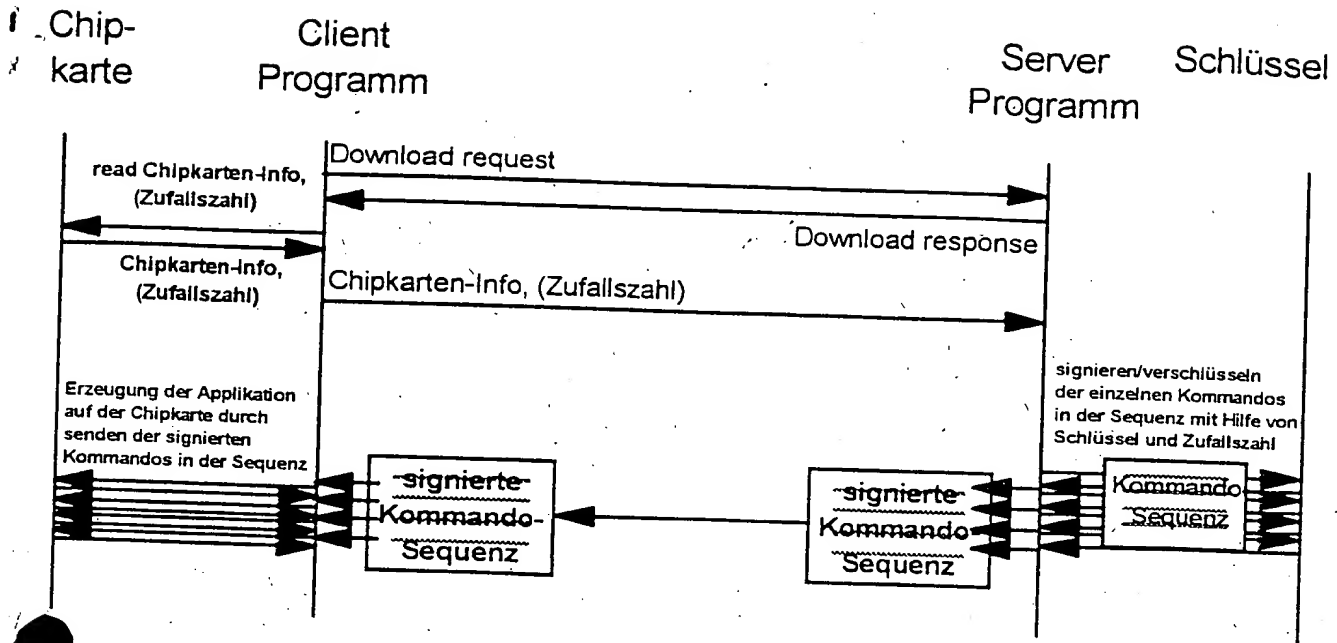 Chip-
karte
Client
Programm
Server
Programm
Schlüssel
Download request
read Chipkarten-Info,
(Zufallszahl)
Download response
Chipkarten-Info,
(Zufallszahl)
Chipkarten-Info, (Zufallszahl)
Erzeugung der Applikation
auf der Chipkarte durch
senden der signierten
Kommandos in der Sequenz
signieren/verschlüsseln
der einzelnen Kommandos
in der Sequenz mit Hilfe von
Schlüssel und Zufallszahl
signierte
Kommando-
Sequenz
signierte
Kommando
Sequenz
Kommando
Sequenz